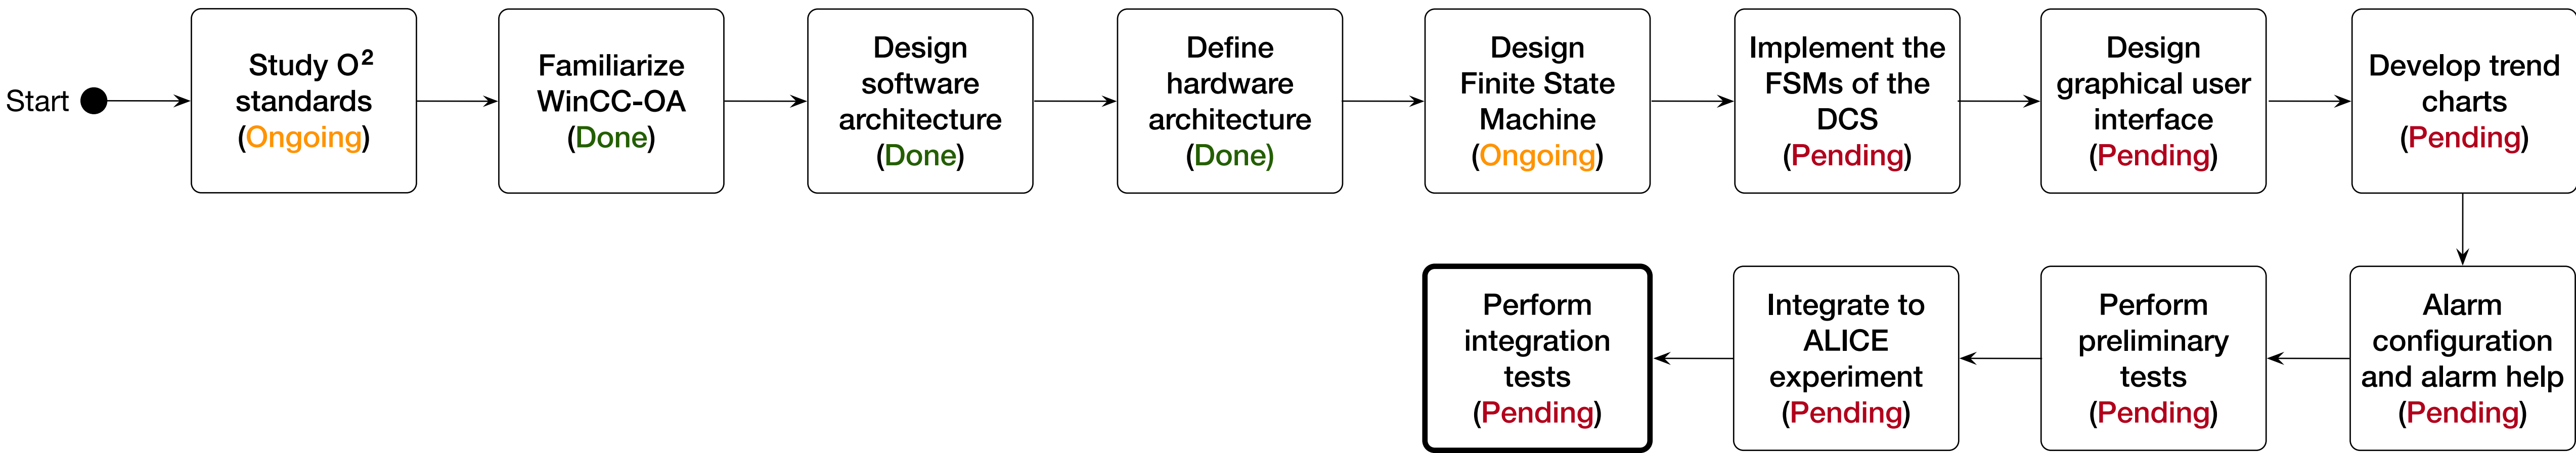 Start
Study O²
standards
(Ongoing)
Familiarize
WinCC-OA
(Done)
Design
software
architecture
(Done)
Define
hardware
architecture
(Done)
Design
Finite State
Machine
(Ongoing)
Implement the
FSMs of the
DCS
(Pending)
Design
graphical user
interface
(Pending)
Develop trend
charts
(Pending)
Alarm
configuration
and alarm help
(Pending)
Perform
preliminary
tests
(Pending)
Integrate to
ALICE
experiment
(Pending)
Perform
integration
tests
(Pending)